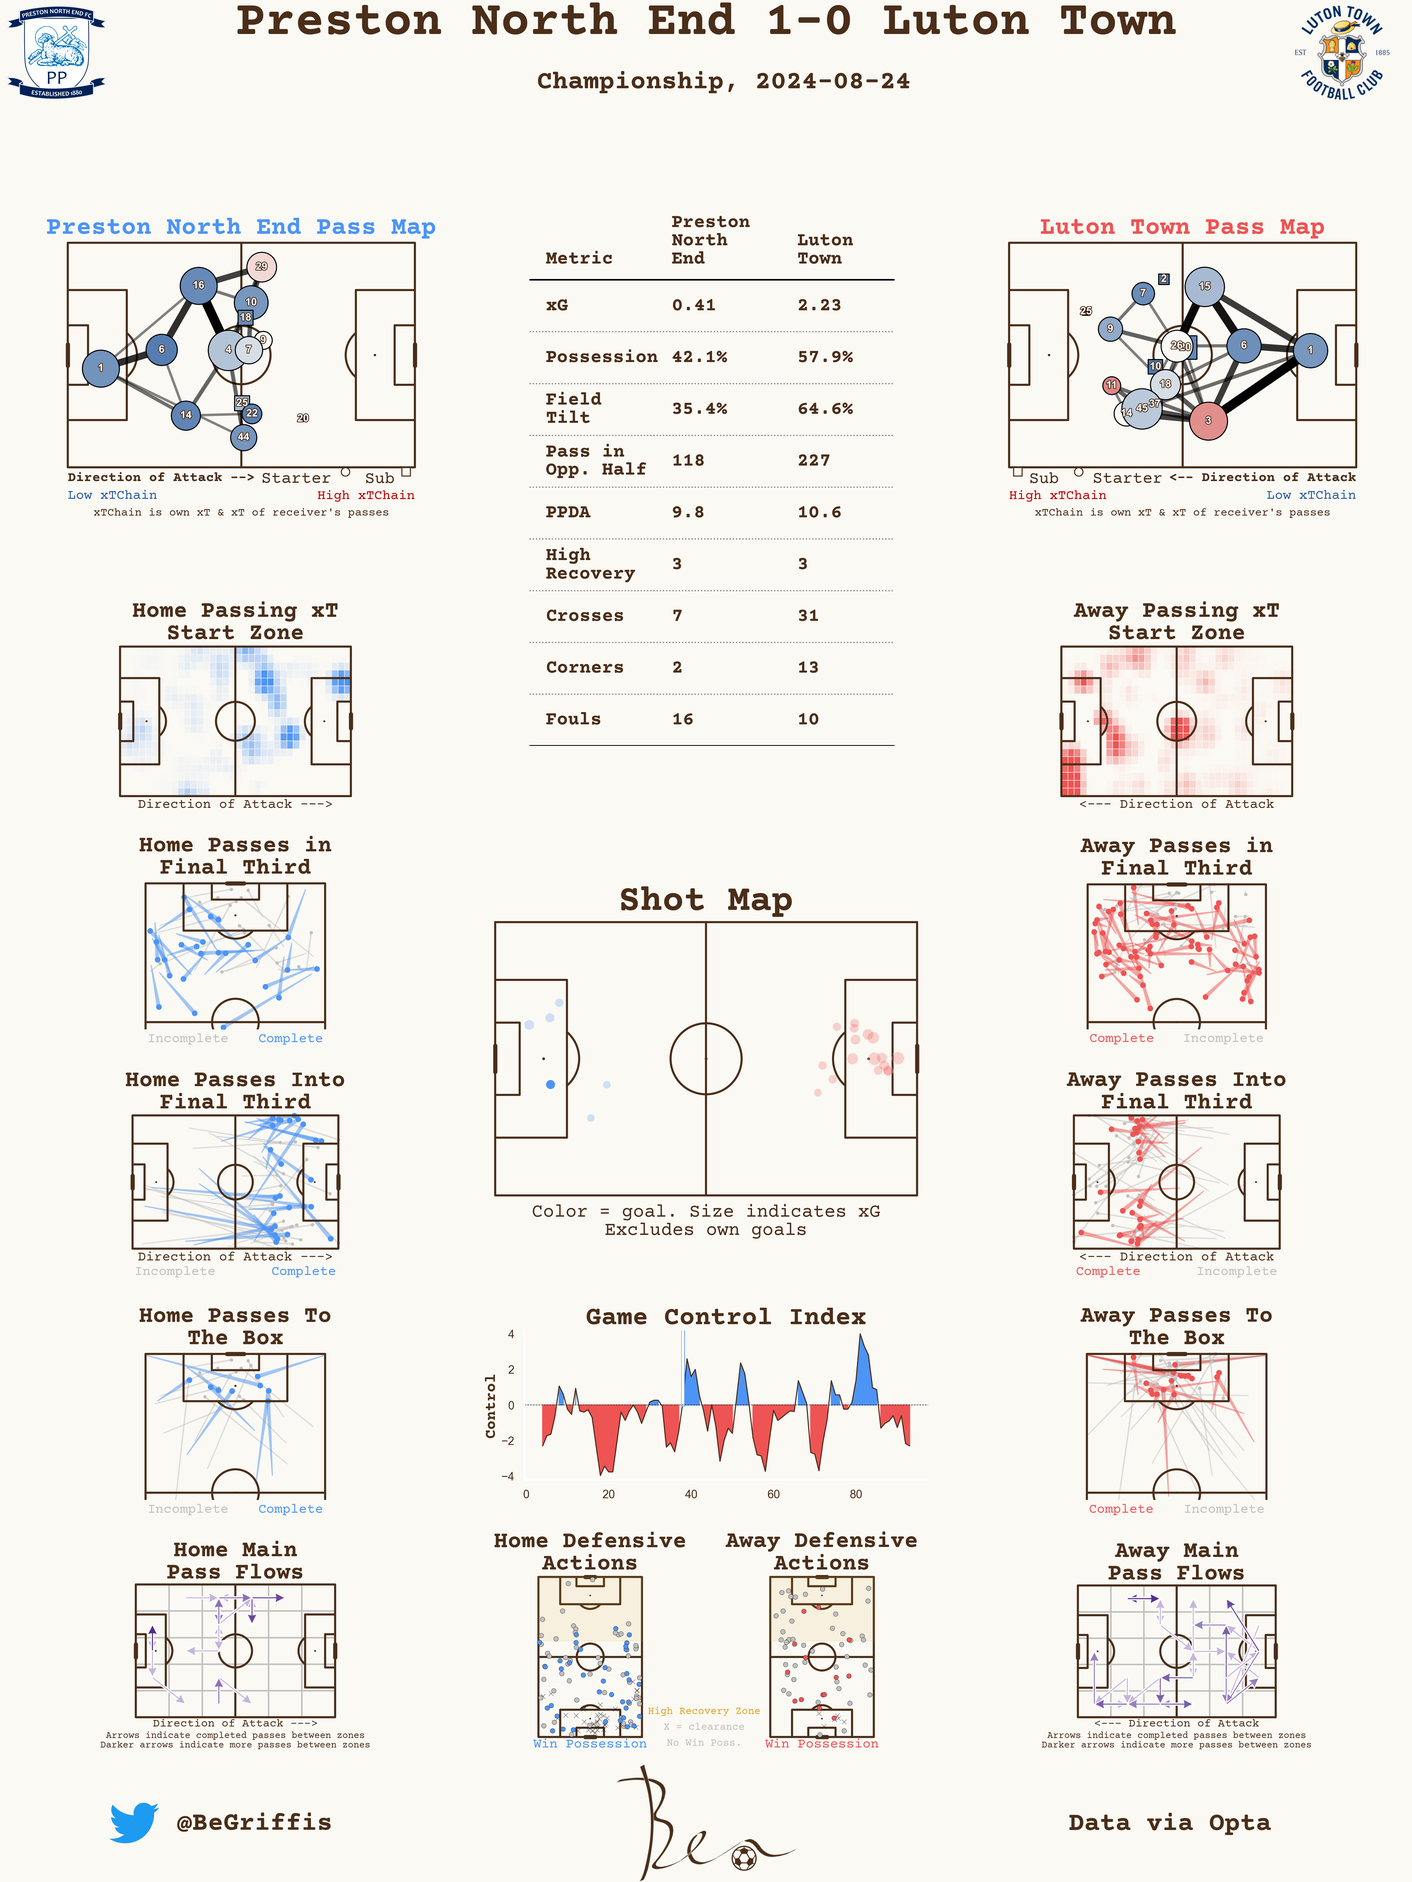 PRESTON NORTH END FC
PP
ESTABLISHED 1880
Preston North End 1-0 Luton Town
Championship, 2024-08-24
LUTON TOWN
EST 1885
FOOTBALL CLUB
Preston North End Pass Map
29
16
10
18
9
6
4
7
1
25
14
22
20
44
Direction of Attack --> Starter Sub
Low xTChain High xTChain
xTChain is own xT & xT of receiver's passes
Preston
North Luton
Metric End Town
xG 0.41 2.23
Possession 42.1% 57.9%
Field
Tilt 35.4% 64.6%
Pass in
Opp. Half 118 227
PPDA 9.8 10.6
High
Recovery 3 3
Crosses 7 31
Corners 2 13
Fouls 16 10
Luton Town Pass Map
2
7
15
25
9
20
6
1
10
11
18
14
45
37
3
Sub Starter <-- Direction of Attack
High xTChain Low xTChain
xTChain is own xT & xT of receiver's passes
Home Passing xT
Start Zone
Direction of Attack --->
Away Passing xT
Start Zone
<--- Direction of Attack
Home Passes in
Final Third
Incomplete Complete
Shot Map
Color = goal. Size indicates xG
Excludes own goals
Away Passes in
Final Third
Complete Incomplete
Home Passes Into
Final Third
Direction of Attack --->
Incomplete Complete
Away Passes Into
Final Third
<--- Direction of Attack
Complete Incomplete
Home Passes To
The Box
Incomplete Complete
Game Control Index
Control
4
2
0
−2
−4
0 20 40 60 80
Away Passes To
The Box
Complete Incomplete
Home Main
Pass Flows
Direction of Attack --->
Arrows indicate completed passes between zones
Darker arrows indicate more passes between zones
Home Defensive
Actions
Win Possession
High Recovery Zone
X = clearance
No Win Poss.
Away Defensive
Actions
Win Possession
Away Main
Pass Flows
<--- Direction of Attack
Arrows indicate completed passes between zones
Darker arrows indicate more passes between zones
@BeGriffis
Ben
Data via Opta